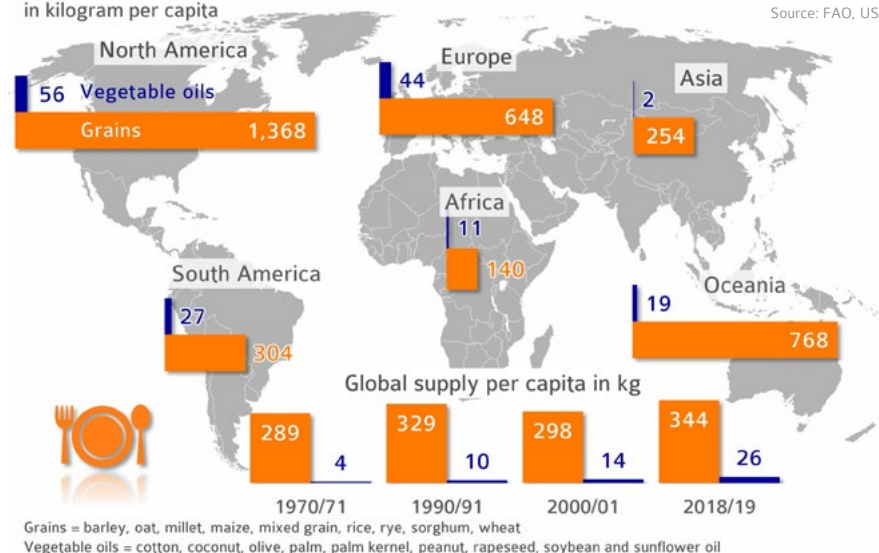 in kilogram per capita
Source: FAO, US
North America
56 Vegetable oils
Grains 1,368
Europe
44
648
Asia
2
254
Africa
11
140
South America
27
304
Oceania
19
768
Global supply per capita in kg
289 4 329 10 298 14 344 26
1970/71 1990/91 2000/01 2018/19
Grains = barley, oat, millet, maize, mixed grain, rice, rye, sorghum, wheat
Vegetable oils = cotton, coconut, olive, palm, palm kernel, peanut, rapeseed, soybean and sunflower oil